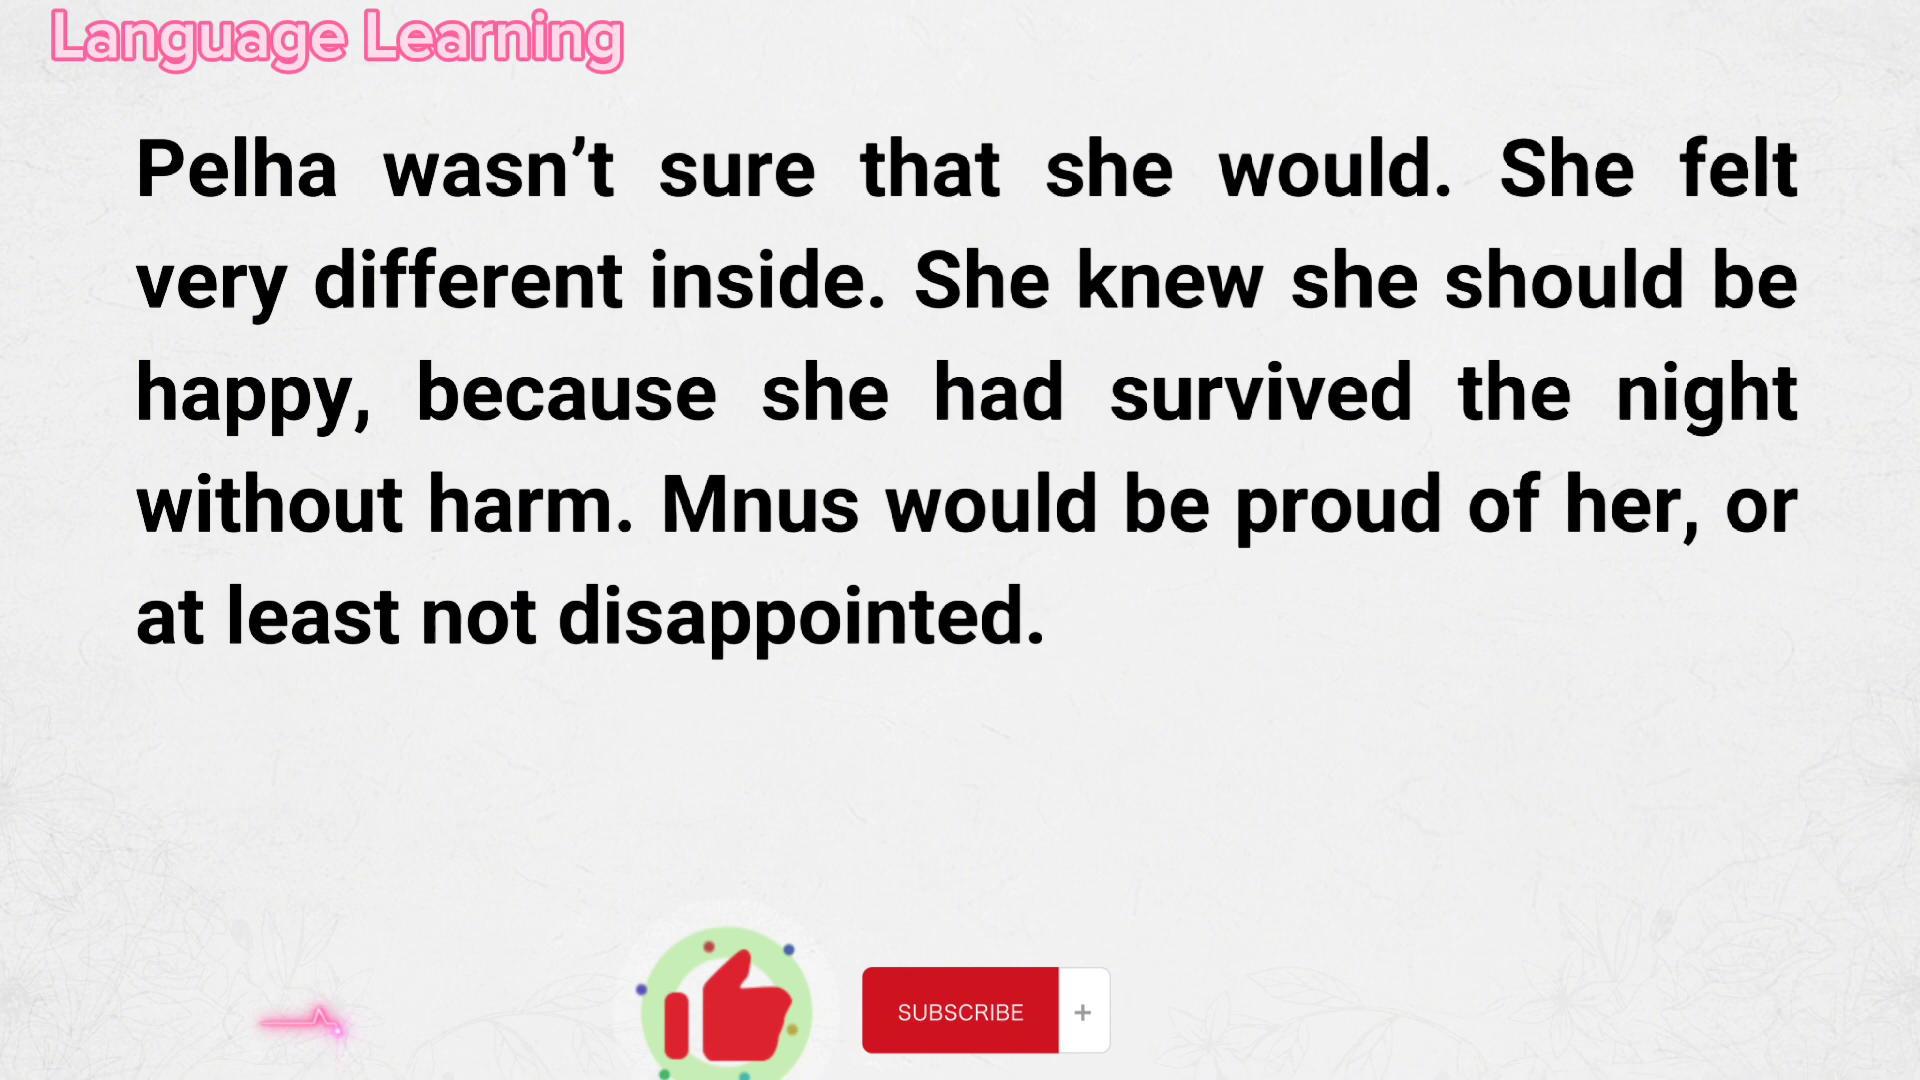 Language Learning
Pelha wasn’t sure that she would. She felt
very different inside. She knew she should be
happy, because she had survived the night
without harm. Mnus would be proud of her, or
at least not disappointed.
SUBSCRIBE +